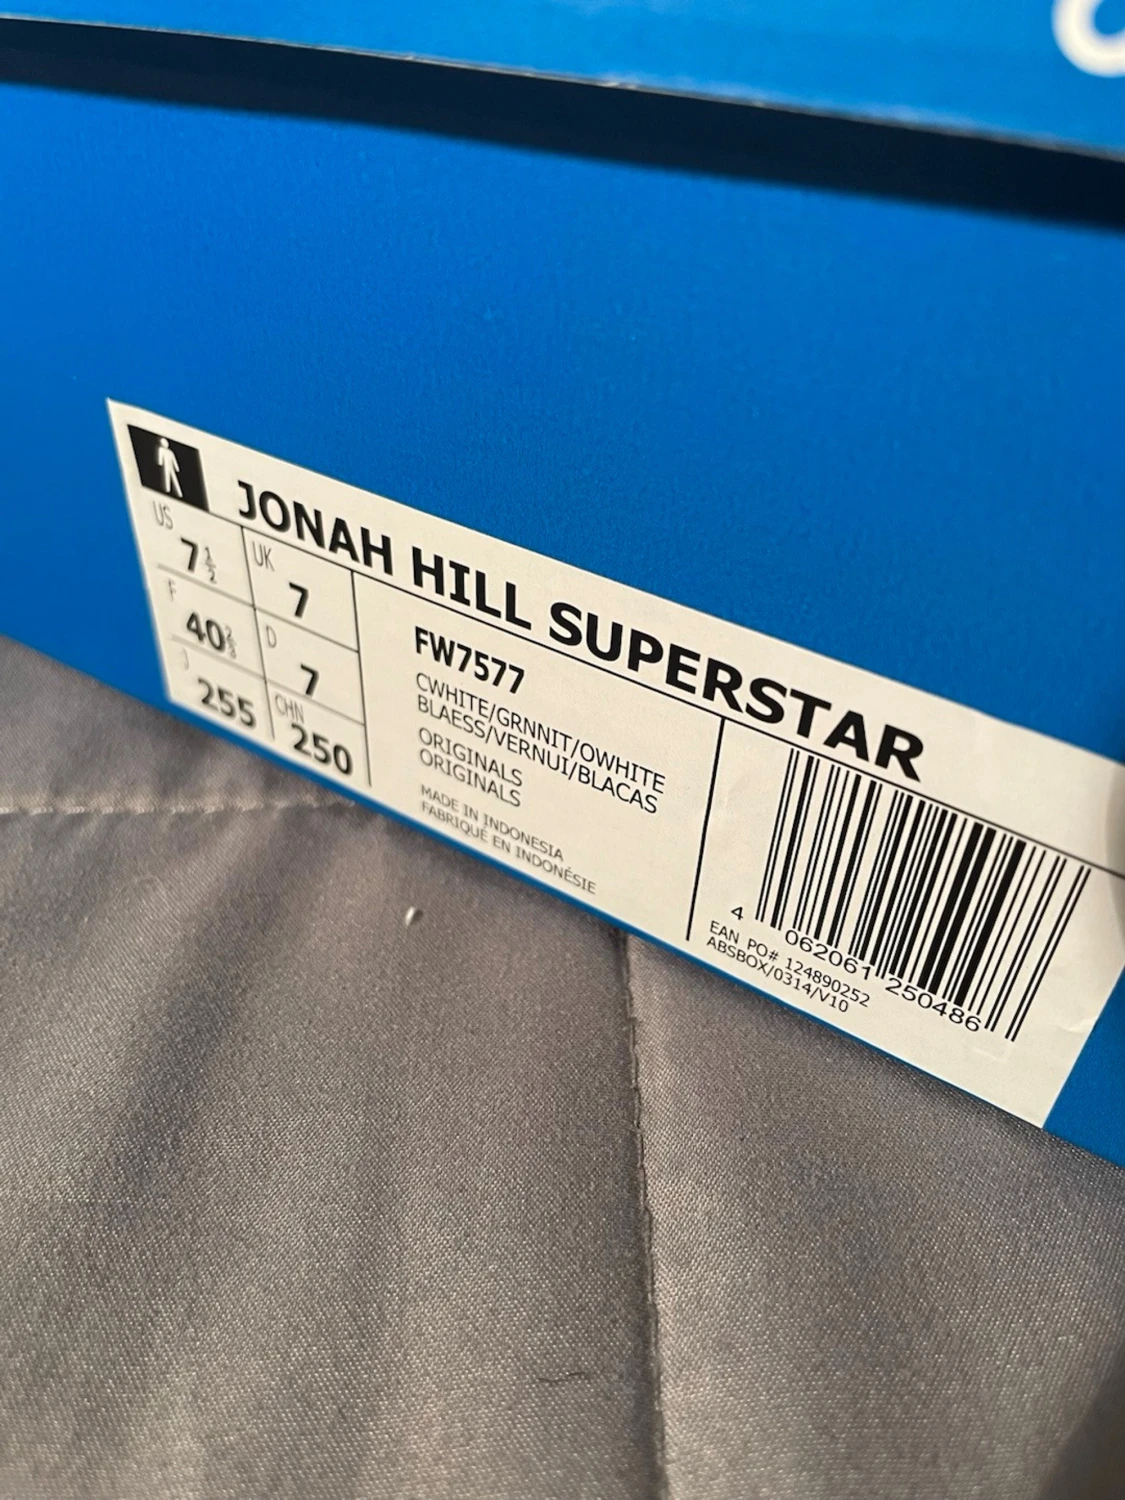 JONAH HILL SUPERSTAR
US
7½
UK
7
F
40⅔
D
7
J
255
CHN
250
FW7577
CWHITE/GRNNIT/OWHITE
BLAESS/VERNUI/BLACAS
ORIGINALS
ORIGINALS
MADE IN INDONESIA
FABRIQUÉ EN INDONÉSIE
4 062061 250486
EAN PO# 124890252
ABSBOX/0314/V10